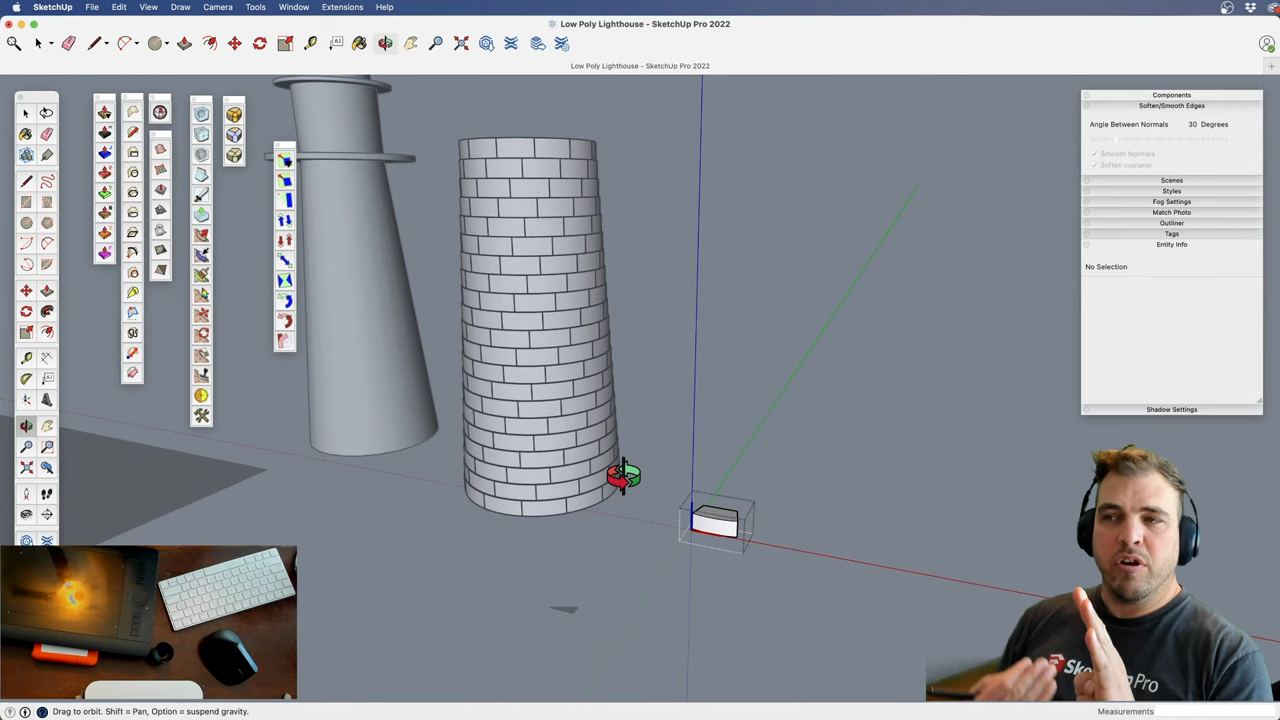 SketchUp File Edit View Draw Camera Tools Window Extensions Help
Low Poly Lighthouse - SketchUp Pro 2022
Low Poly Lighthouse - SketchUp Pro 2022
Components
Soften/Smooth Edges
Angle Between Normals 30 Degrees
Smooth Normals
Soften coplanar
Scenes
Styles
Fog Settings
Match Photo
Outliner
Tags
Entity Info
No Selection
Shadow Settings
Drag to orbit. Shift = Pan, Option = suspend gravity.
Measurements